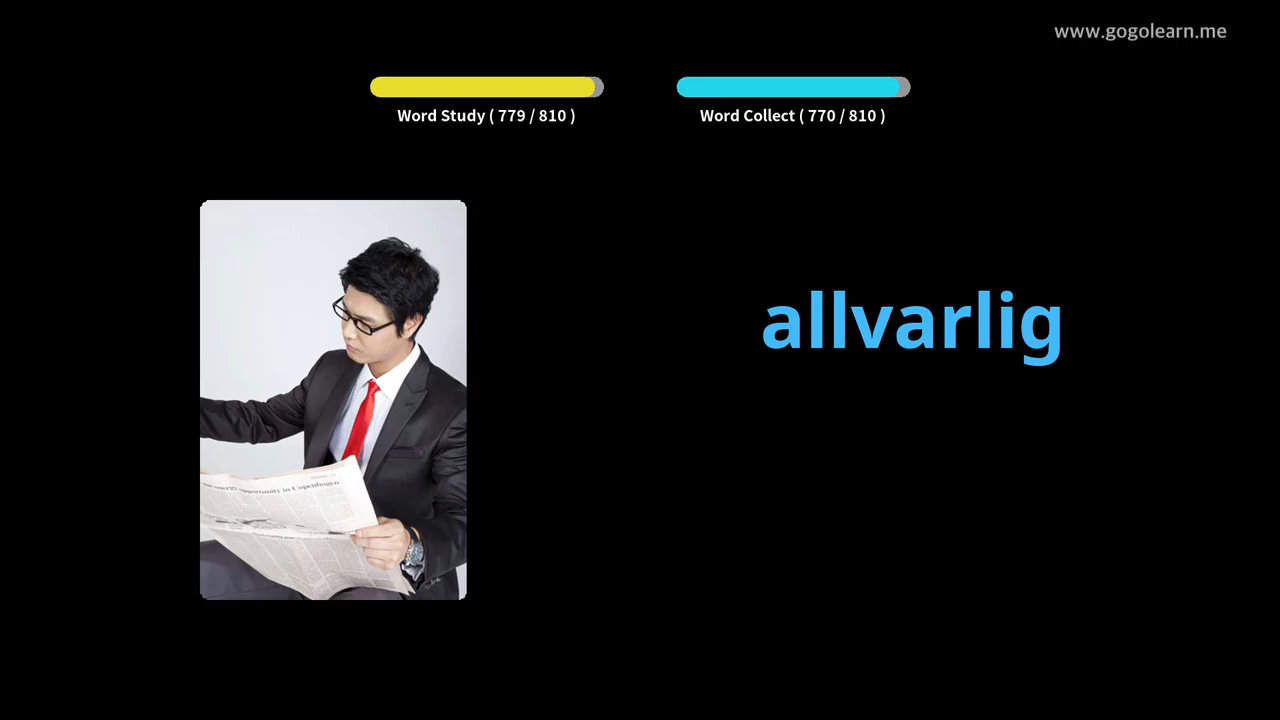 www.gogolearn.me
Word Study ( 779 / 810 )
Word Collect ( 770 / 810 )
allvarlig
opportunity in Copenhagen